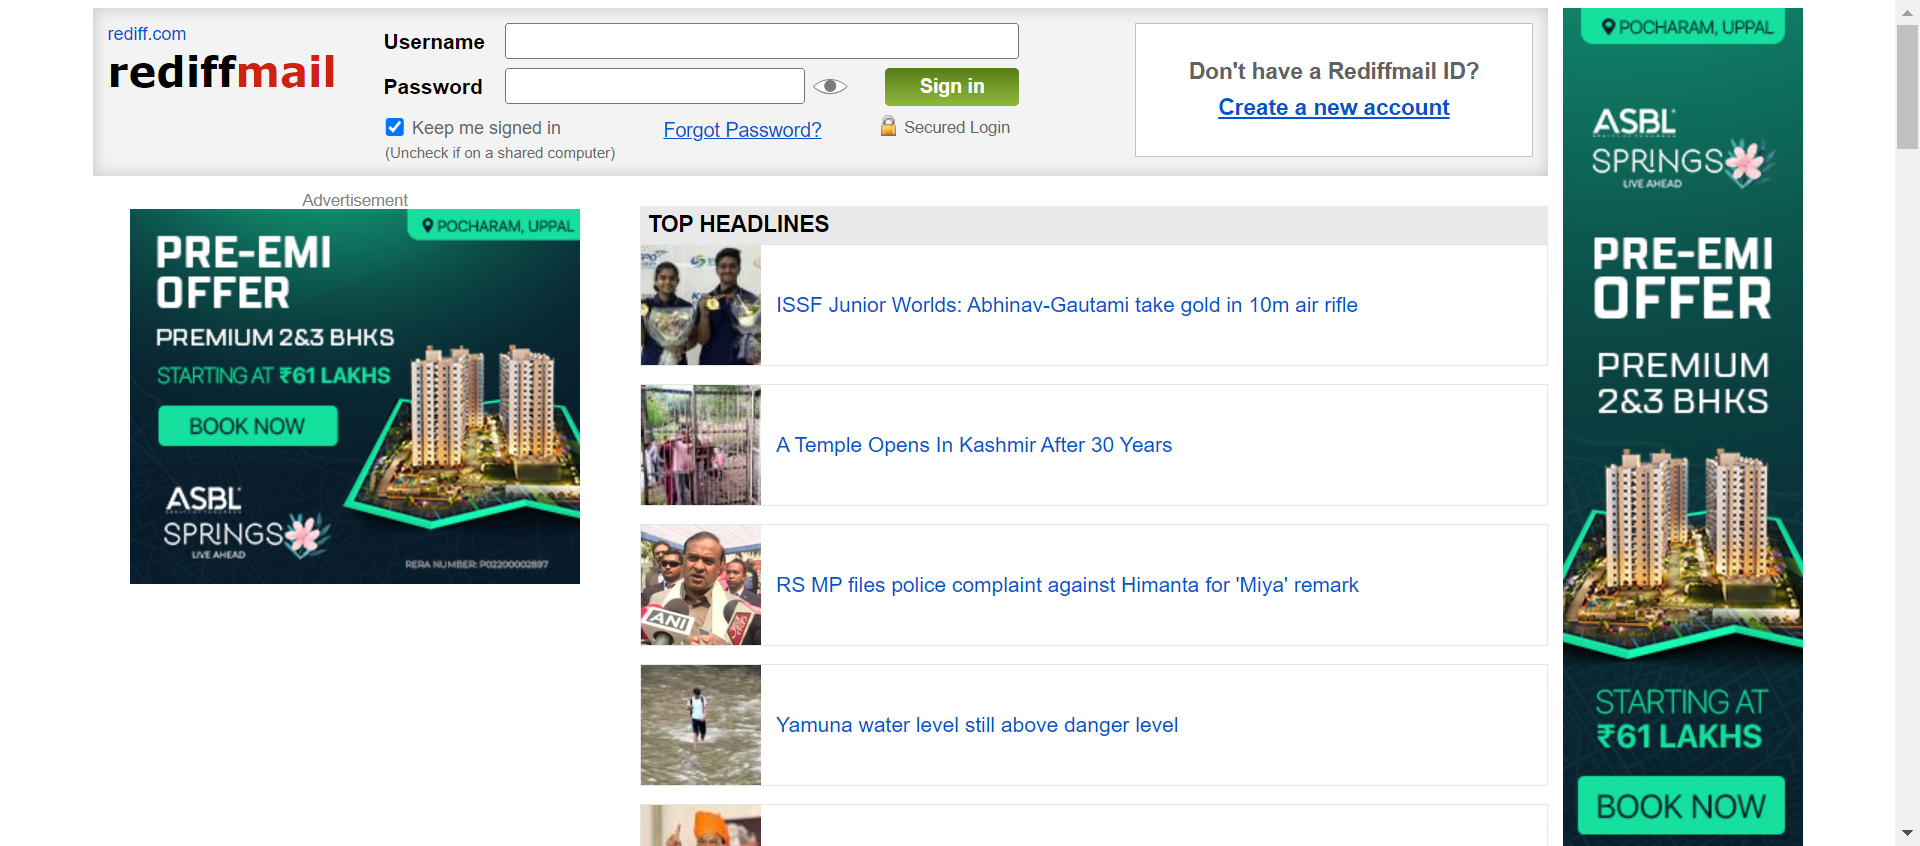 rediff.com
rediffmail
Username
Password
Sign in
Keep me signed in
(Uncheck if on a shared computer)
Forgot Password?
Secured Login
Don't have a Rediffmail ID?
Create a new account
Advertisement
POCHARAM, UPPAL
PRE-EMI
OFFER
PREMIUM 2&3 BHKS
STARTING AT ₹61 LAKHS
BOOK NOW
ASBL
SPRINGS
LIVE AHEAD
RERA NUMBER: P02200002897
TOP HEADLINES
ISSF Junior Worlds: Abhinav-Gautami take gold in 10m air rifle
A Temple Opens In Kashmir After 30 Years
RS MP files police complaint against Himanta for 'Miya' remark
ANI
Yamuna water level still above danger level
POCHARAM, UPPAL
ASBL
SPRINGS
LIVE AHEAD
PRE-EMI
OFFER
PREMIUM
2&3 BHKS
STARTING AT
₹61 LAKHS
BOOK NOW